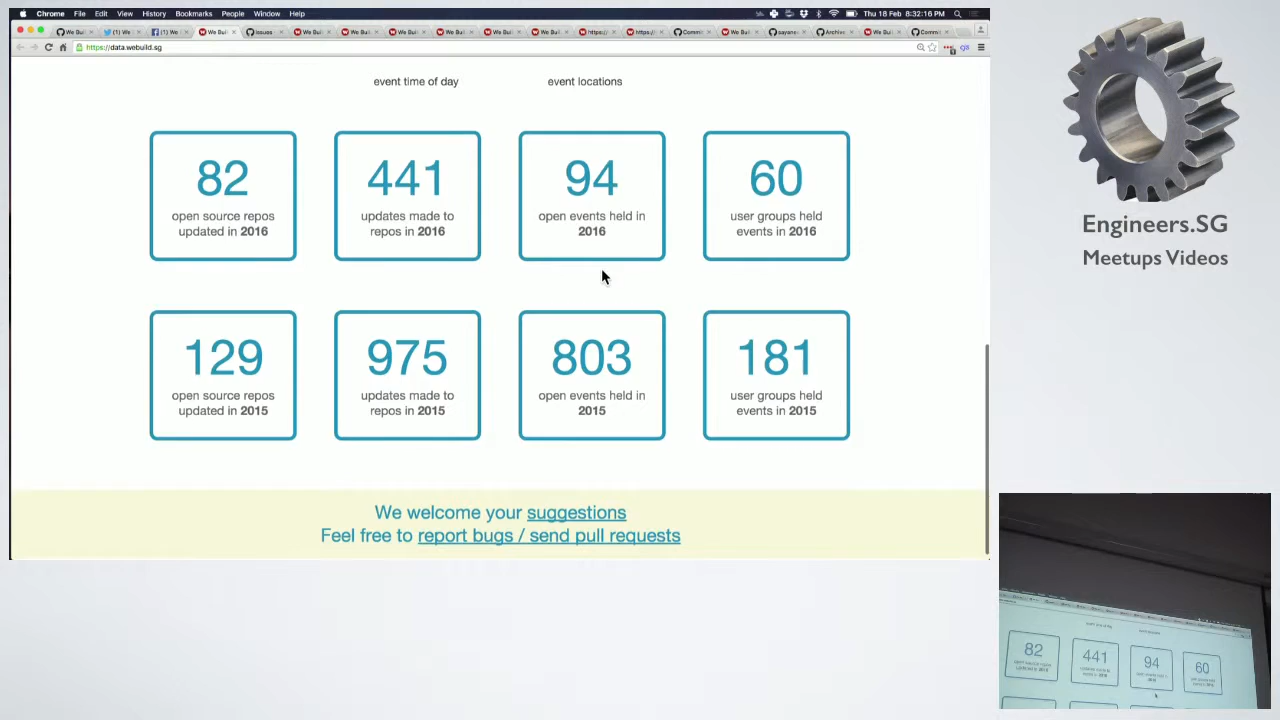 Chrome File Edit View History Bookmarks People Window Help
Thu 18 Feb 8:32:16 PM
https://data.webuild.sg
event time of day
event locations
82
open source repos
updated in 2016
441
updates made to
repos in 2016
94
open events held in
2016
60
user groups held
events in 2016
129
open source repos
updated in 2015
975
updates made to
repos in 2015
803
open events held in
2015
181
user groups held
events in 2015
We welcome your suggestions
Feel free to report bugs / send pull requests
Engineers.SG
Meetups Videos
82
441
94
60